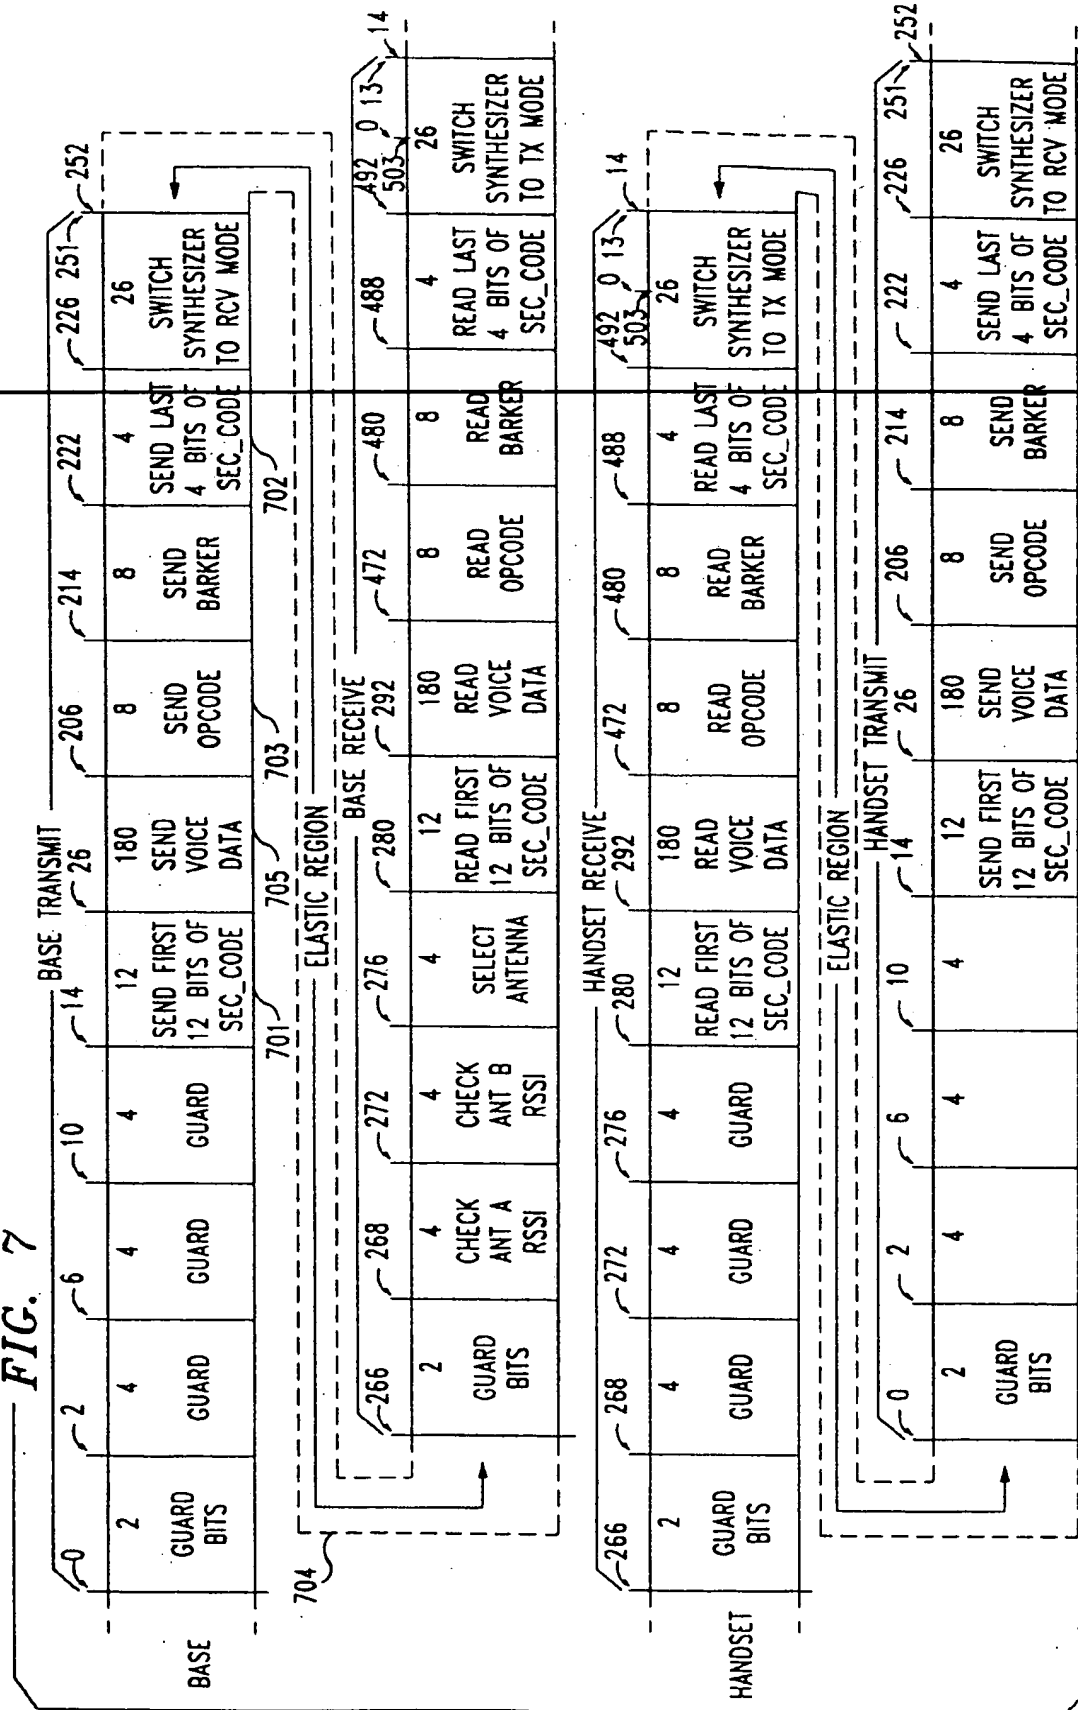 FIG. 7
BASE TRANSMIT
0 2 6 10 14 26 206 214 222 226 251 252
BASE
2 4 4 4 12 180 8 8 4 26
GUARD BITS
GUARD
GUARD
GUARD
SEND FIRST 12 BITS OF SEC_CODE
SEND VOICE DATA
SEND OPCODE
SEND BARKER
SEND LAST 4 BITS OF SEC_CODE
SWITCH SYNTHESIZER TO RCV MODE
701 705 703 702
704
ELASTIC REGION
BASE RECEIVE
266 268 272 276 280 292 472 480 488 492 503 0 13 14
2 4 4 4 12 180 8 8 4 26
GUARD BITS
CHECK ANT A RSSI
CHECK ANT B RSSI
SELECT ANTENNA
READ FIRST 12 BITS OF SEC_CODE
READ VOICE DATA
READ OPCODE
READ BARKER
READ LAST 4 BITS OF SEC_CODE
SWITCH SYNTHESIZER TO TX MODE
HANDSET RECEIVE
266 268 272 276 280 292 472 480 488 492 503 0 13 14
HANDSET
2 4 4 4 12 180 8 8 4 26
GUARD BITS
GUARD
GUARD
GUARD
READ FIRST 12 BITS OF SEC_CODE
READ VOICE DATA
READ OPCODE
READ BARKER
READ LAST 4 BITS OF SEC_CODE
SWITCH SYNTHESIZER TO TX MODE
ELASTIC REGION
HANDSET TRANSMIT
0 2 6 10 14 26 206 214 222 226 251 252
2 4 4 4 12 180 8 8 4 26
GUARD BITS
SEND FIRST 12 BITS OF SEC_CODE
SEND VOICE DATA
SEND OPCODE
SEND BARKER
SEND LAST 4 BITS OF SEC_CODE
SWITCH SYNTHESIZER TO RCV MODE